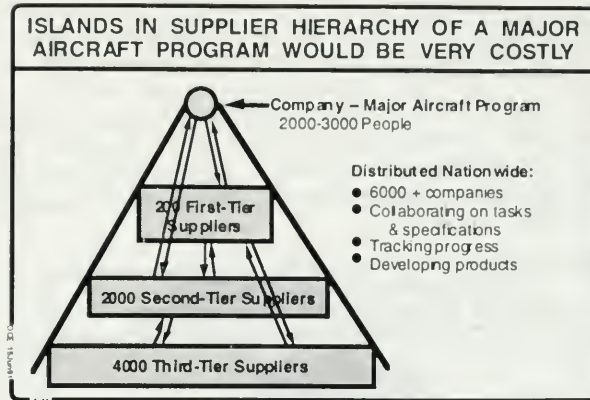 ISLANDS IN SUPPLIER HIERARCHY OF A MAJOR
AIRCRAFT PROGRAM WOULD BE VERY COSTLY
Company – Major Aircraft Program
2000-3000 People
Distributed Nationwide:
• 6000 + companies
• Collaborating on tasks
& specifications
• Tracking progress
• Developing products
200 First-Tier
Suppliers
2000 Second-Tier Suppliers
4000 Third-Tier Suppliers